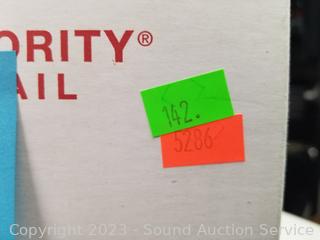 ORITY®
AIL
142.
5286
Copyright 2023 - Sound Auction Service